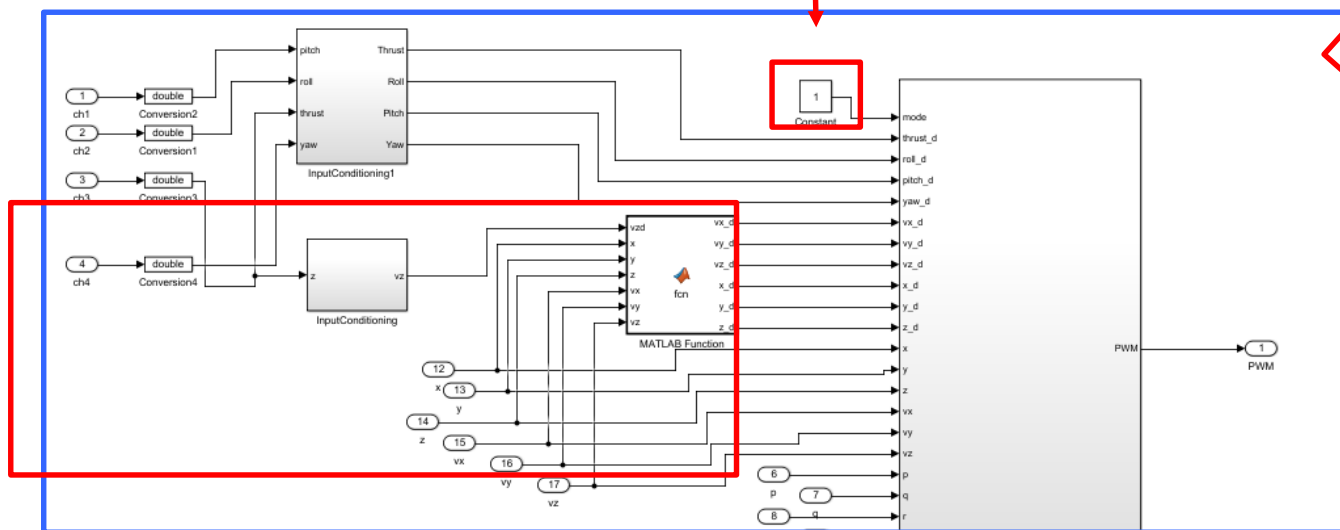 pitch
roll
thrust
yaw
Thrust
Roll
Pitch
Yaw
InputConditioning1
1
ch1
double
Conversion2
2
ch2
double
Conversion1
3
ch3
double
Conversion3
4
ch4
double
Conversion4
z
vz
InputConditioning
vzd
x
y
z
vx
vy
vz
fcn
vx_d
vy_d
vz_d
x_d
y_d
z_d
MATLAB Function
12
x
13
y
14
z
15
vx
16
vy
17
vz
1
Constant
mode
thrust_d
roll_d
pitch_d
yaw_d
vx_d
vy_d
vz_d
x_d
y_d
z_d
x
y
z
vx
vy
vz
p
q
r
PWM
1
PWM
6
p
7
q
8